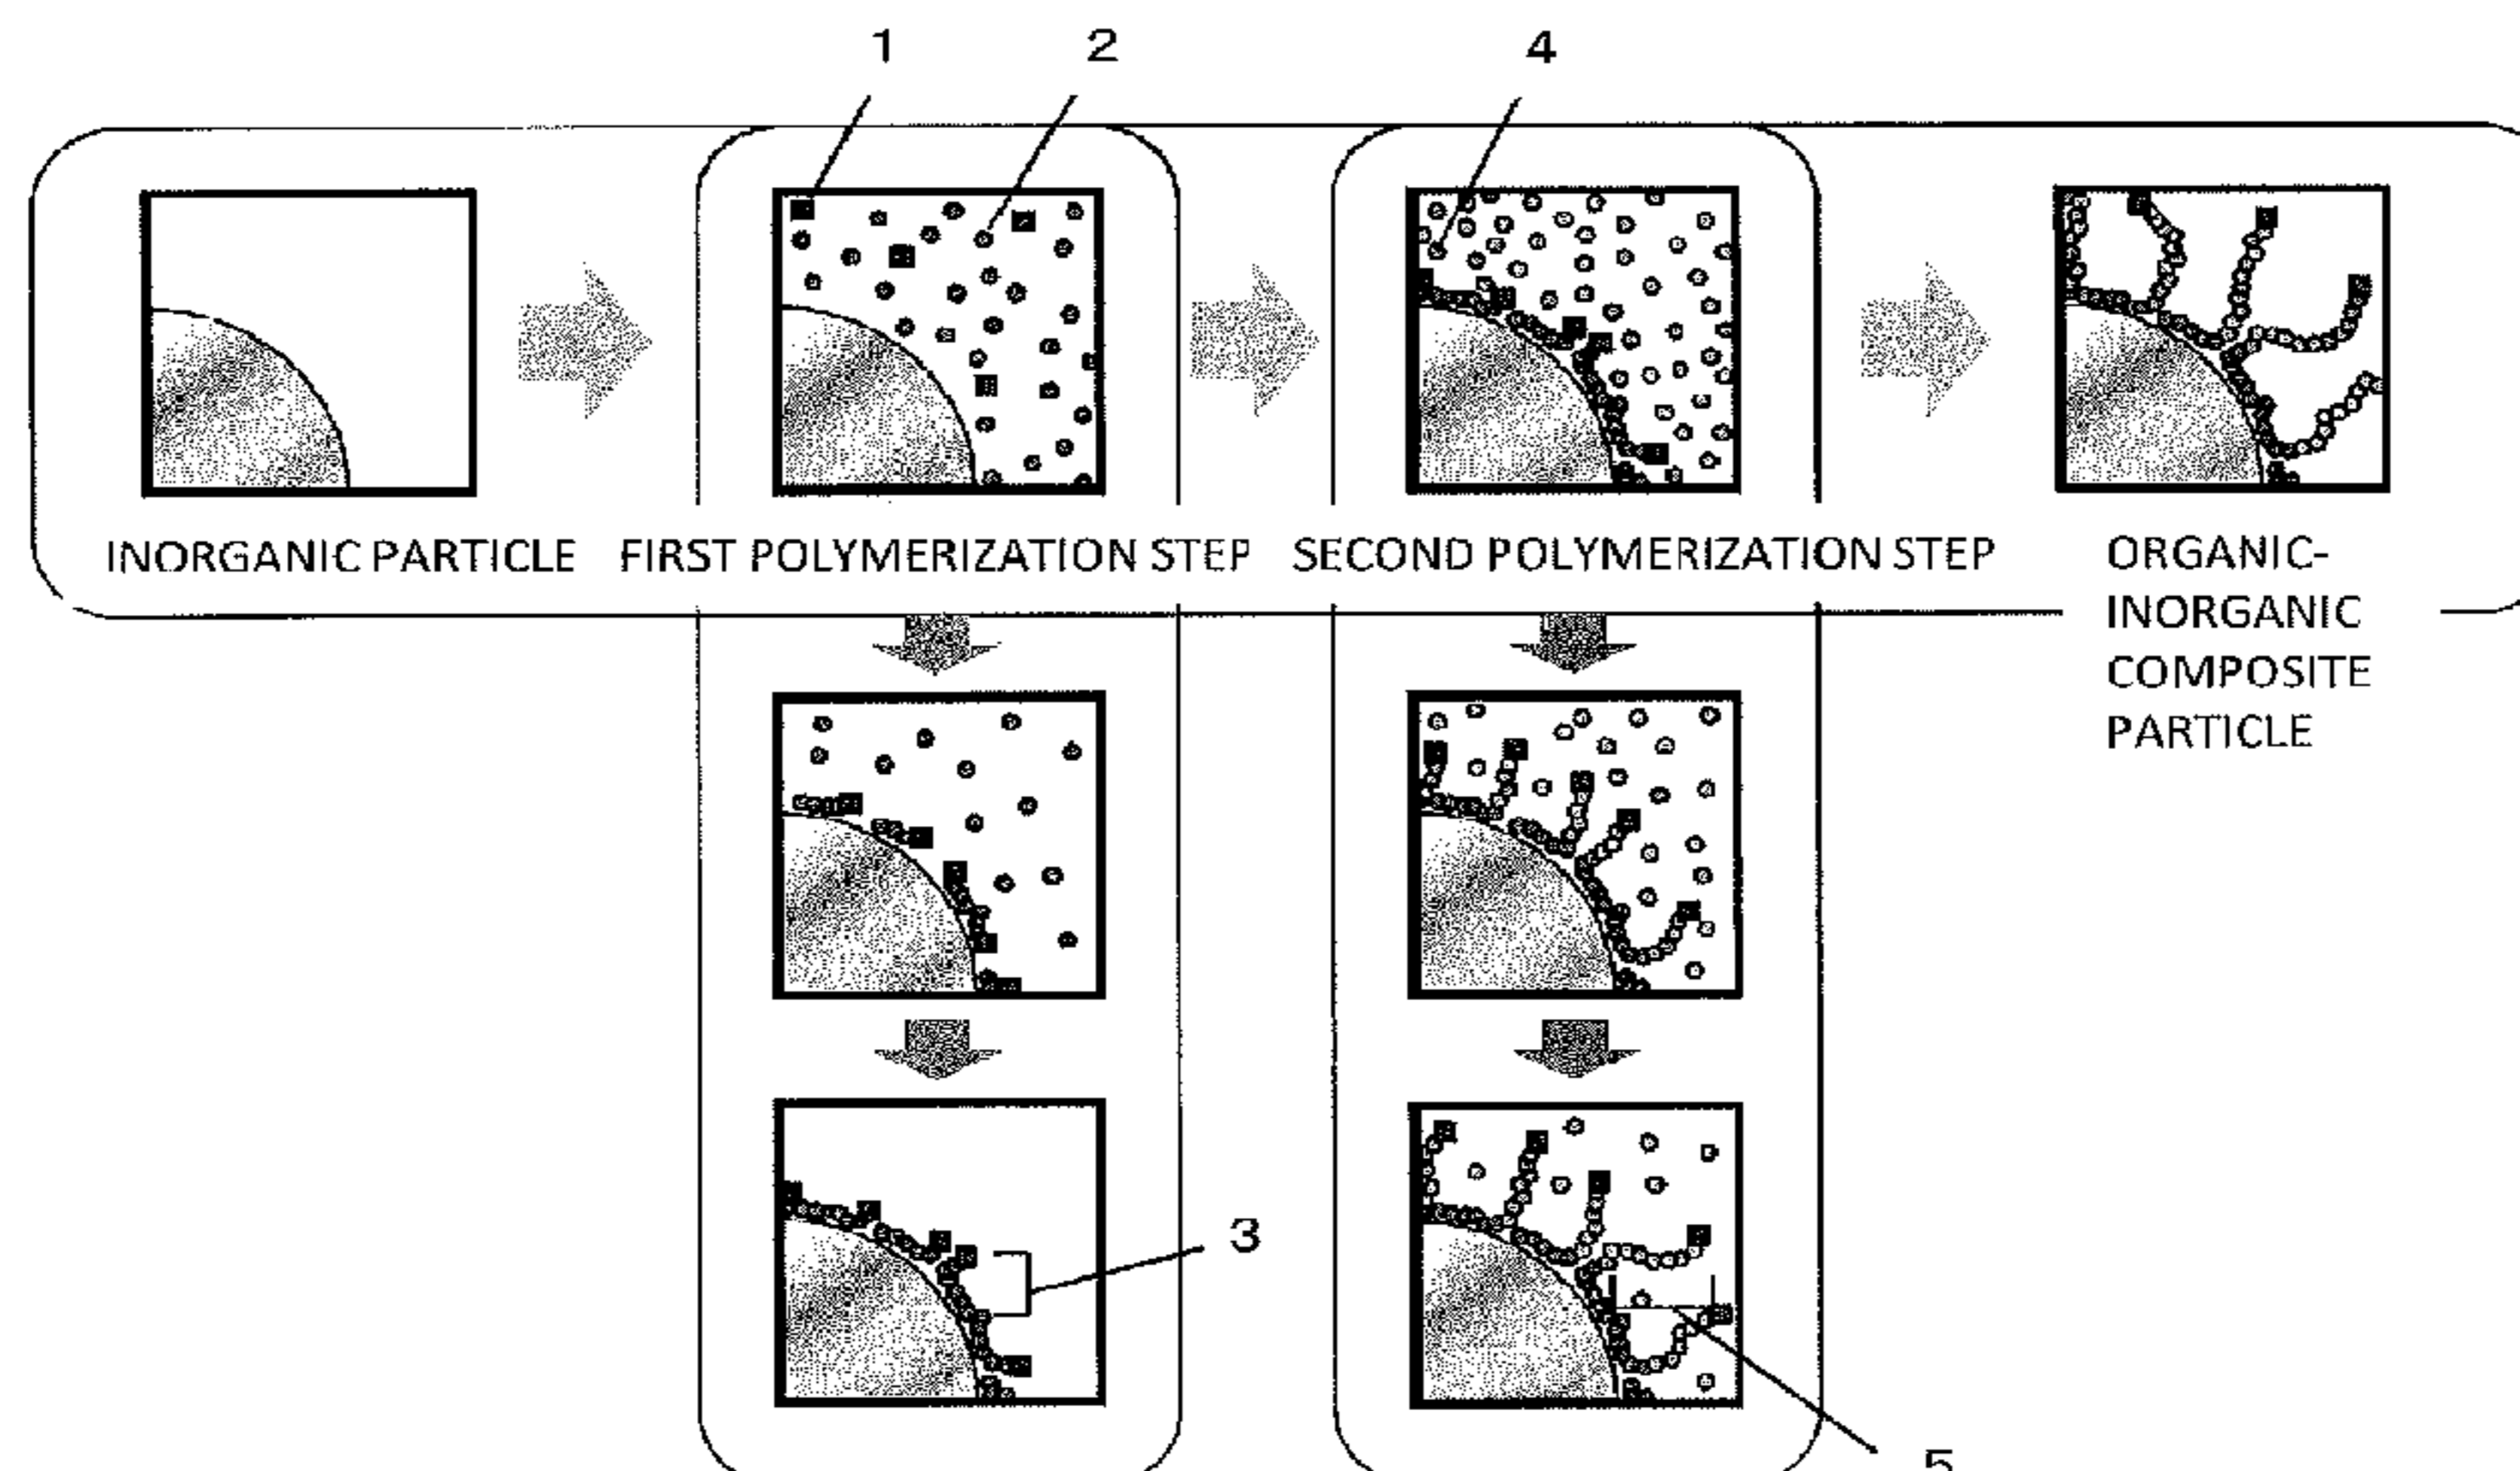 1
2
4
INORGANIC PARTICLE
FIRST POLYMERIZATION STEP
SECOND POLYMERIZATION STEP
ORGANIC-
INORGANIC
COMPOSITE
PARTICLE
3
5